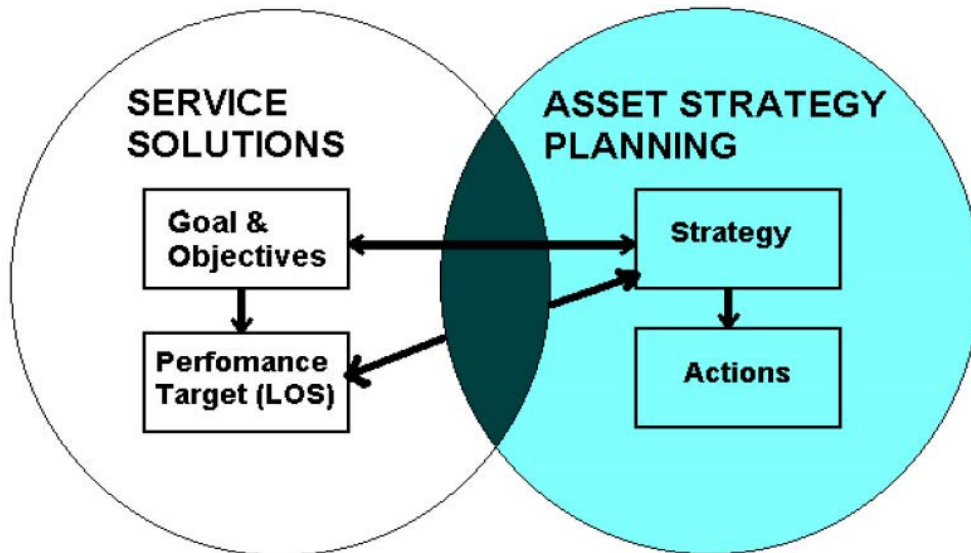 SERVICE
SOLUTIONS
Goal &
Objectives
Perfomance
Target (LOS)
ASSET STRATEGY
PLANNING
Strategy
Actions